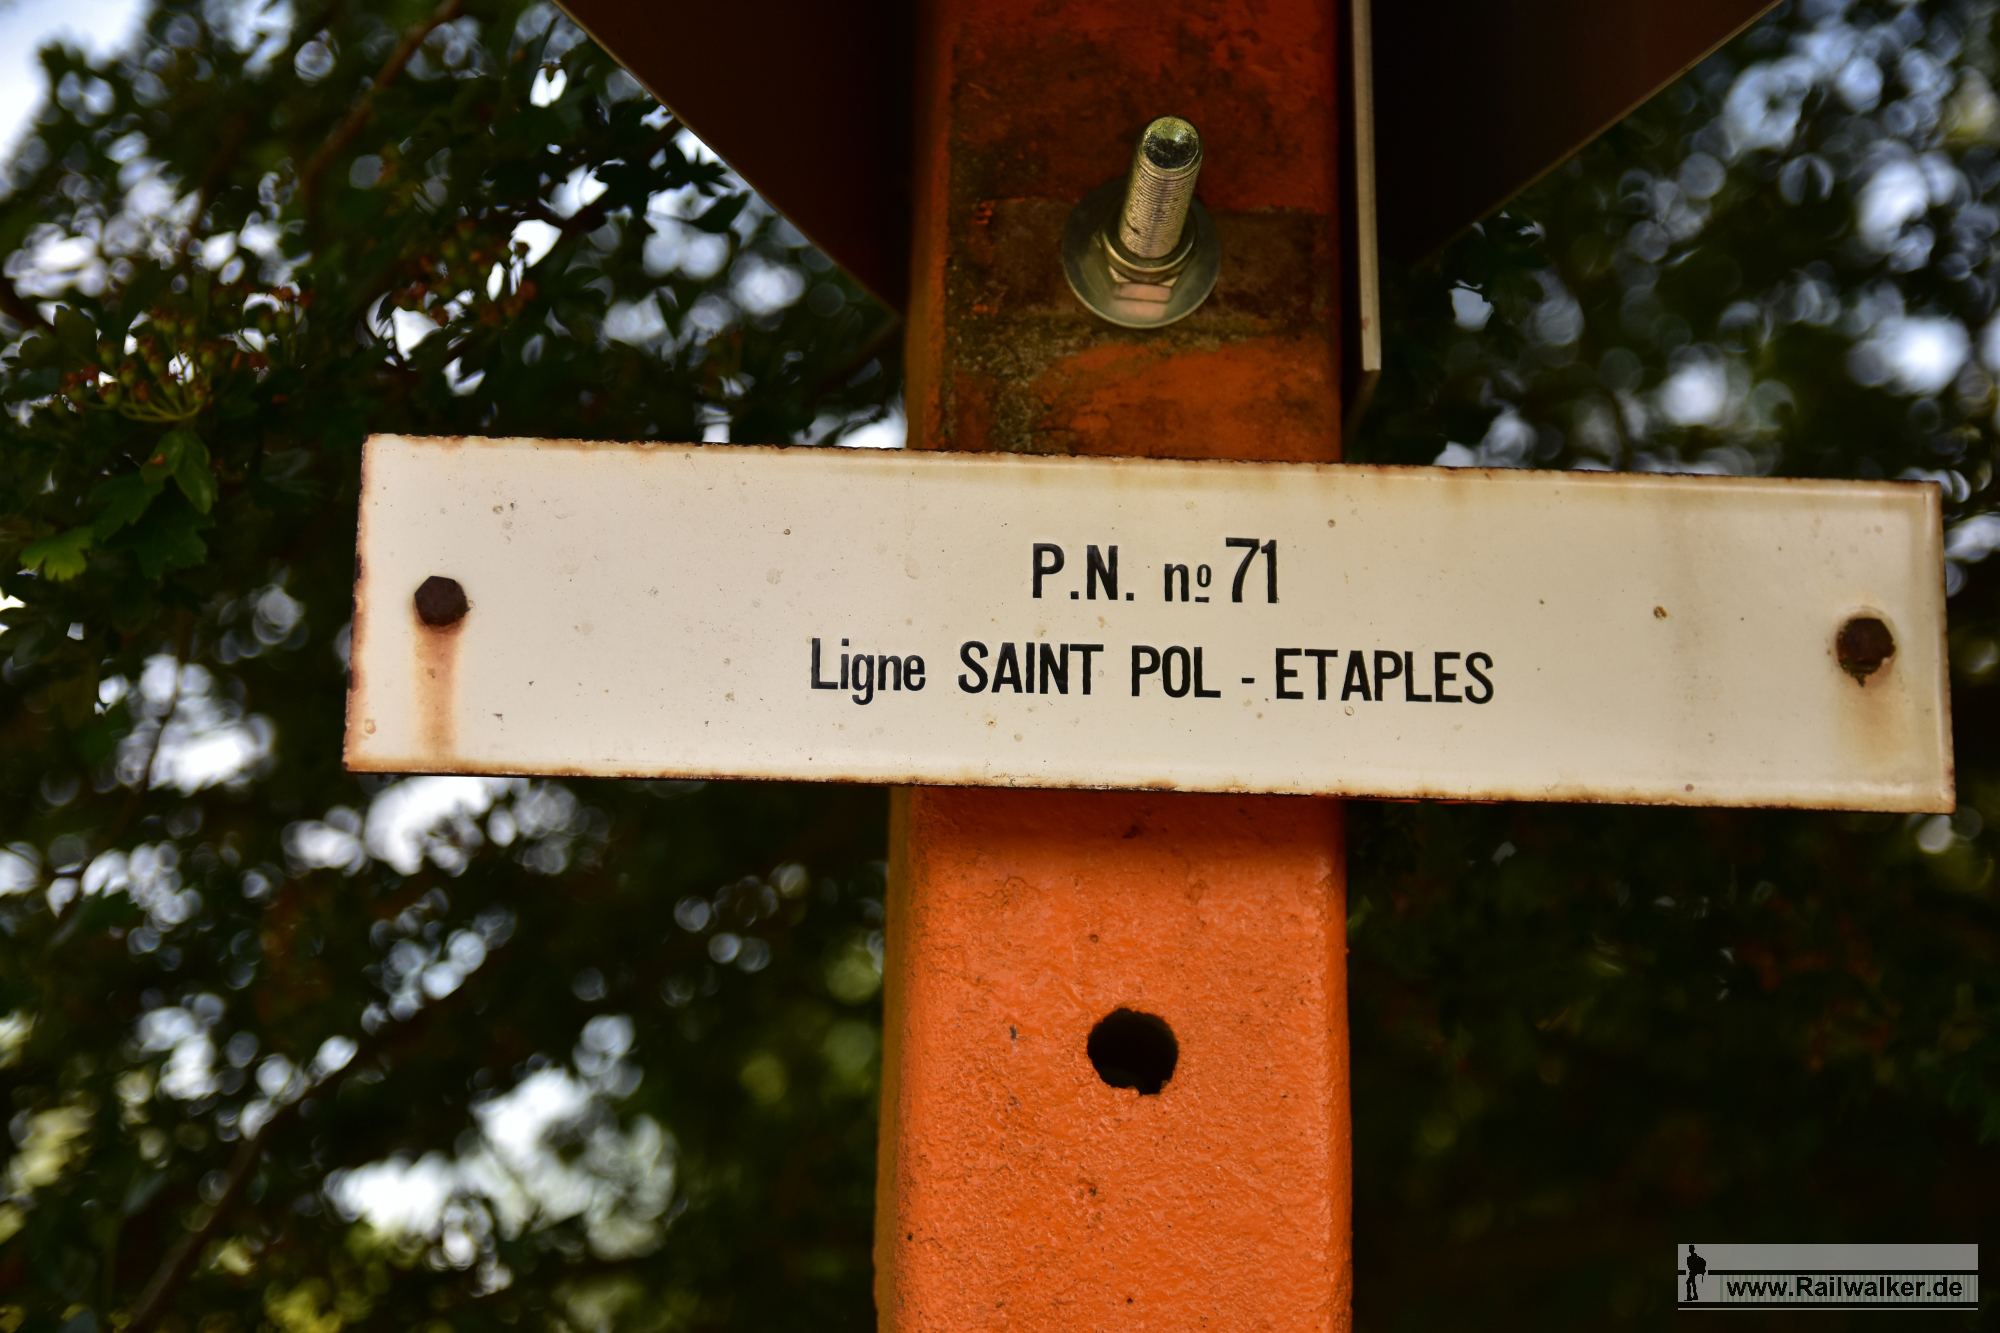 P.N. nº 71
Ligne SAINT POL - ETAPLES
www.Railwalker.de